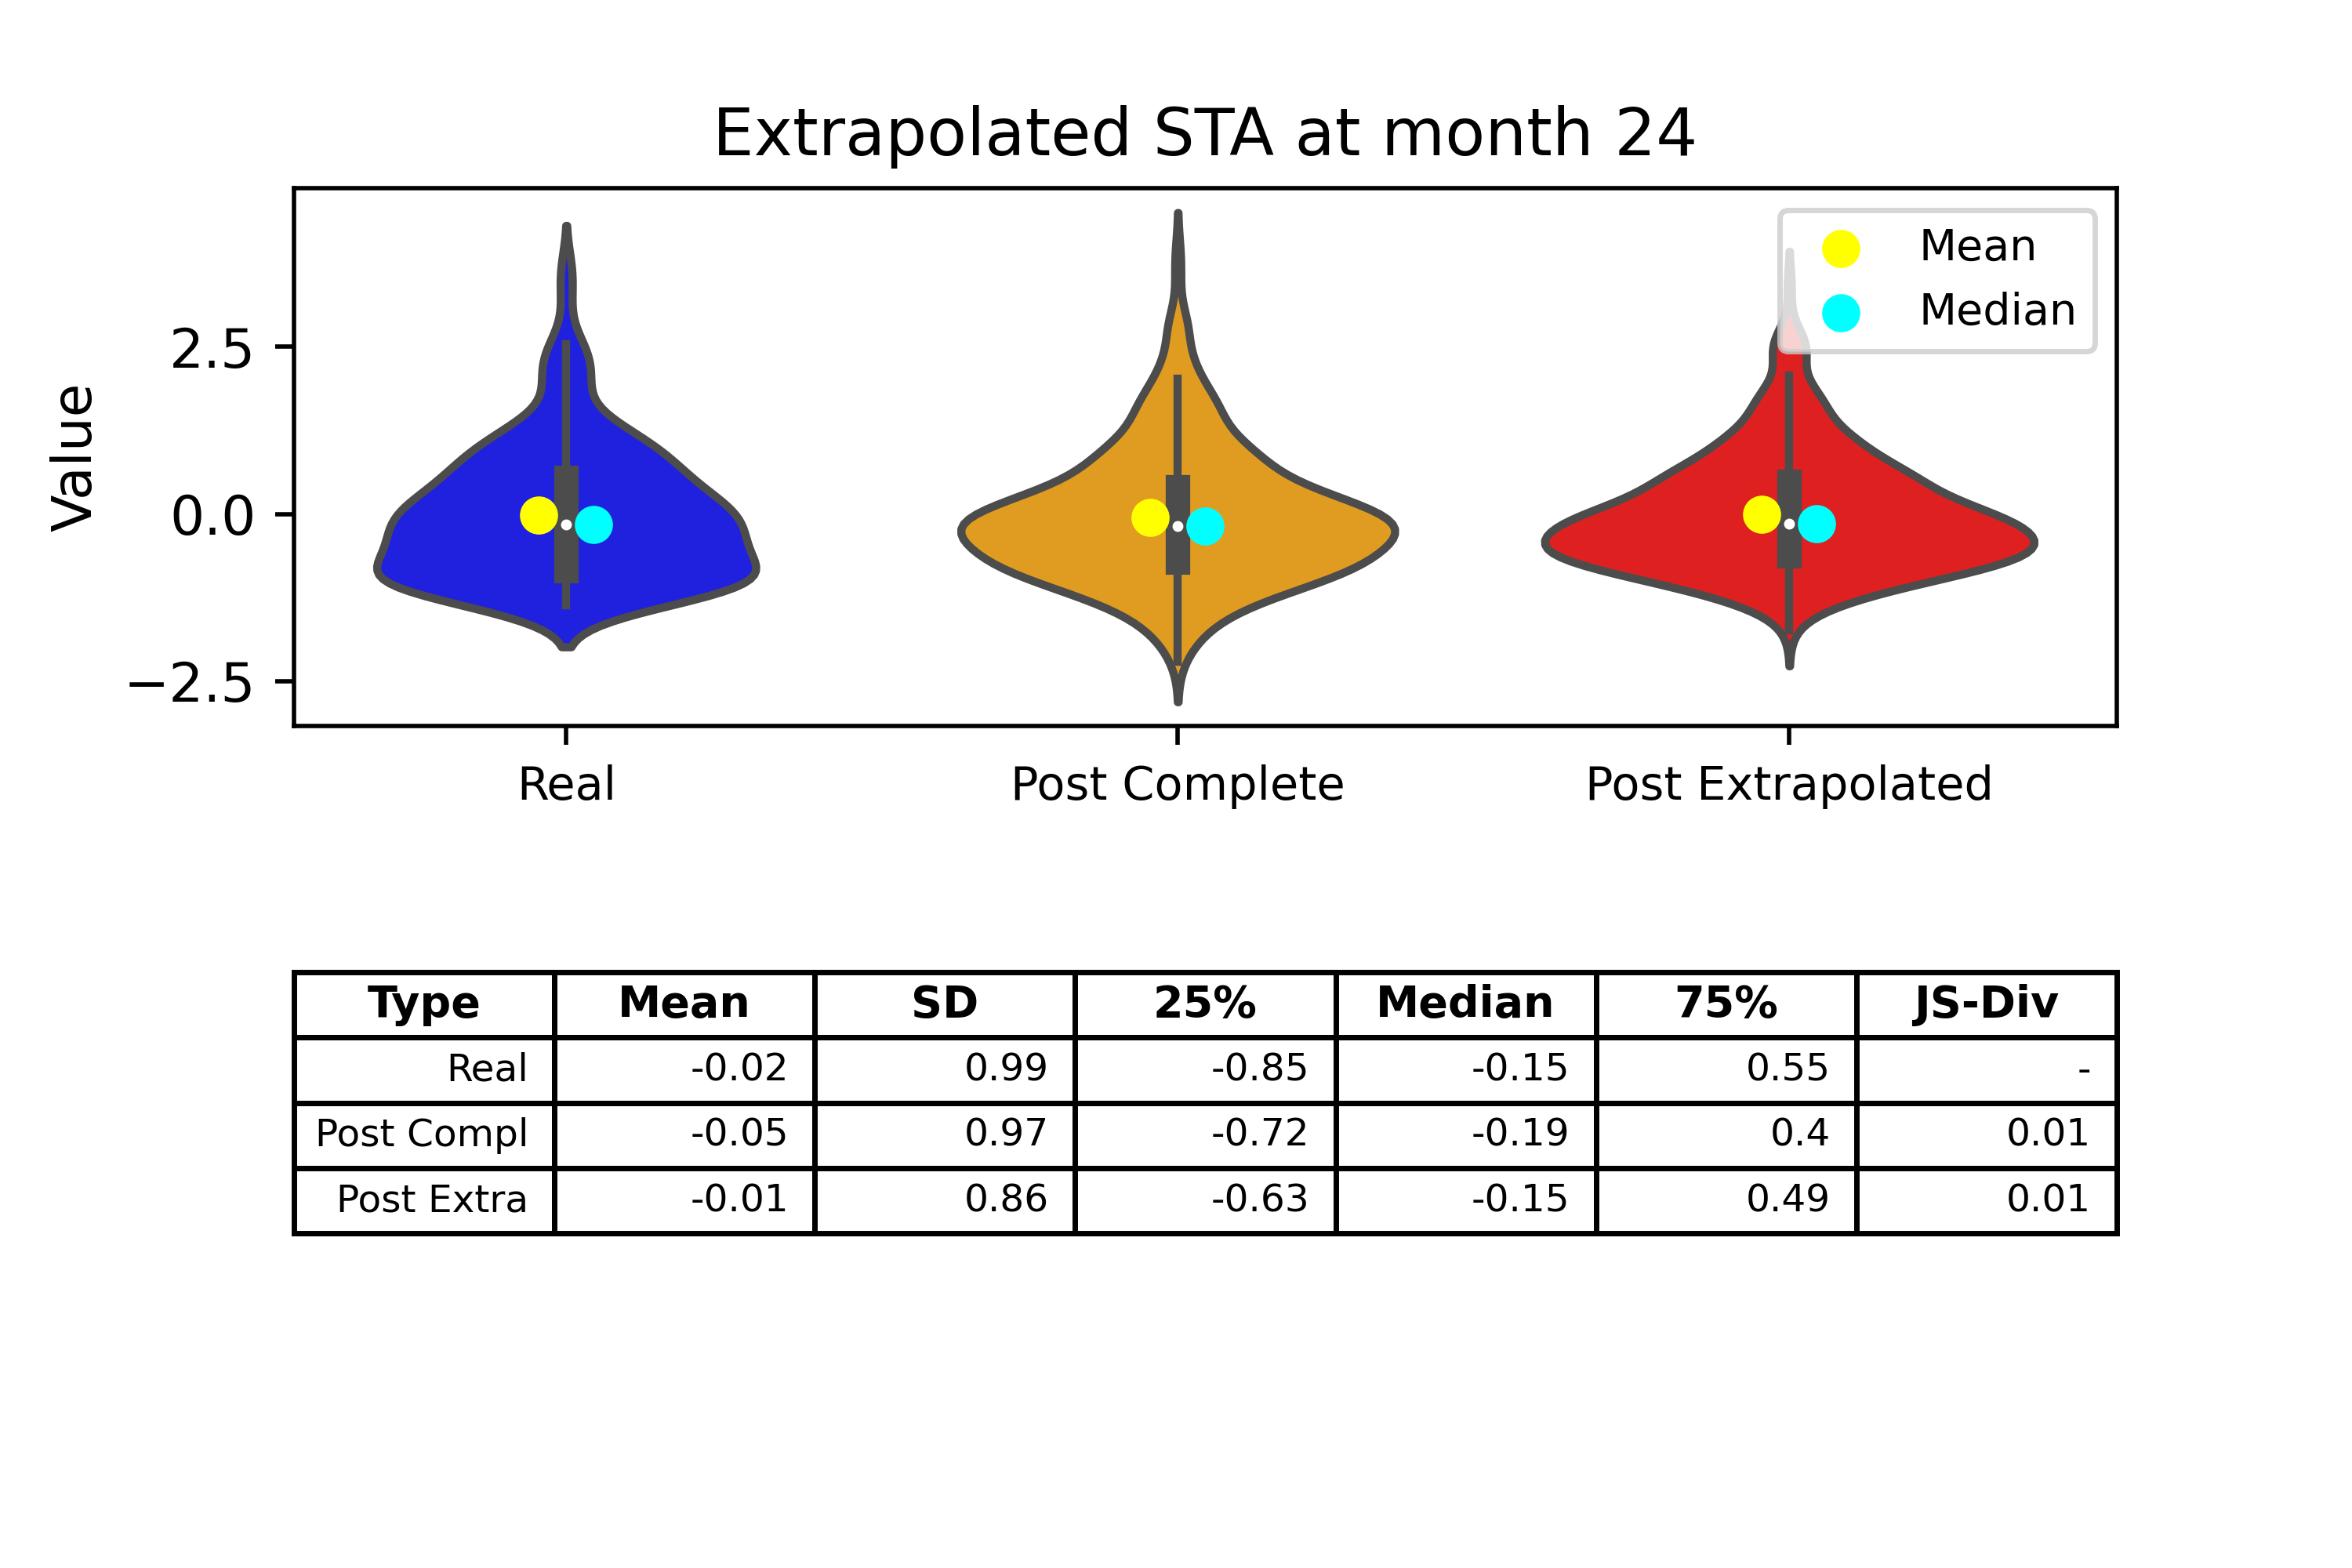 Extrapolated STA at month 24
Mean
Median
2.5
0.0
−2.5
Value
Real Post Complete Post Extrapolated
Type Mean SD 25% Median 75% JS-Div
Real -0.02 0.99 -0.85 -0.15 0.55 -
Post Compl -0.05 0.97 -0.72 -0.19 0.4 0.01
Post Extra -0.01 0.86 -0.63 -0.15 0.49 0.01